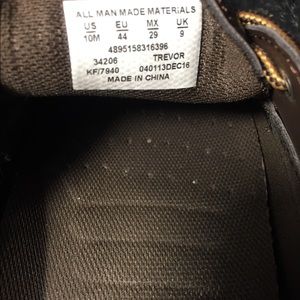 ALL MAN MADE MATERIALS
US EU MX UK
10M 44 29 9
4895158316396
34206 TREVOR
KF/7940 040113DEC16
MADE IN CHINA